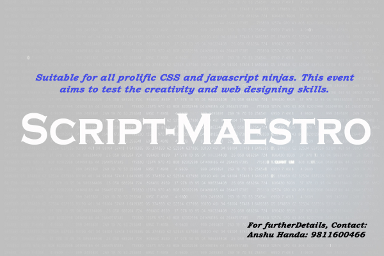 Suitable for all prolific CSS and javascript ninjas. This event
aims to test the creativity and web designing skills.
SCRIPT-MAESTRO
For furtherDetails, Contact:
Anshu Handa: 9811600466